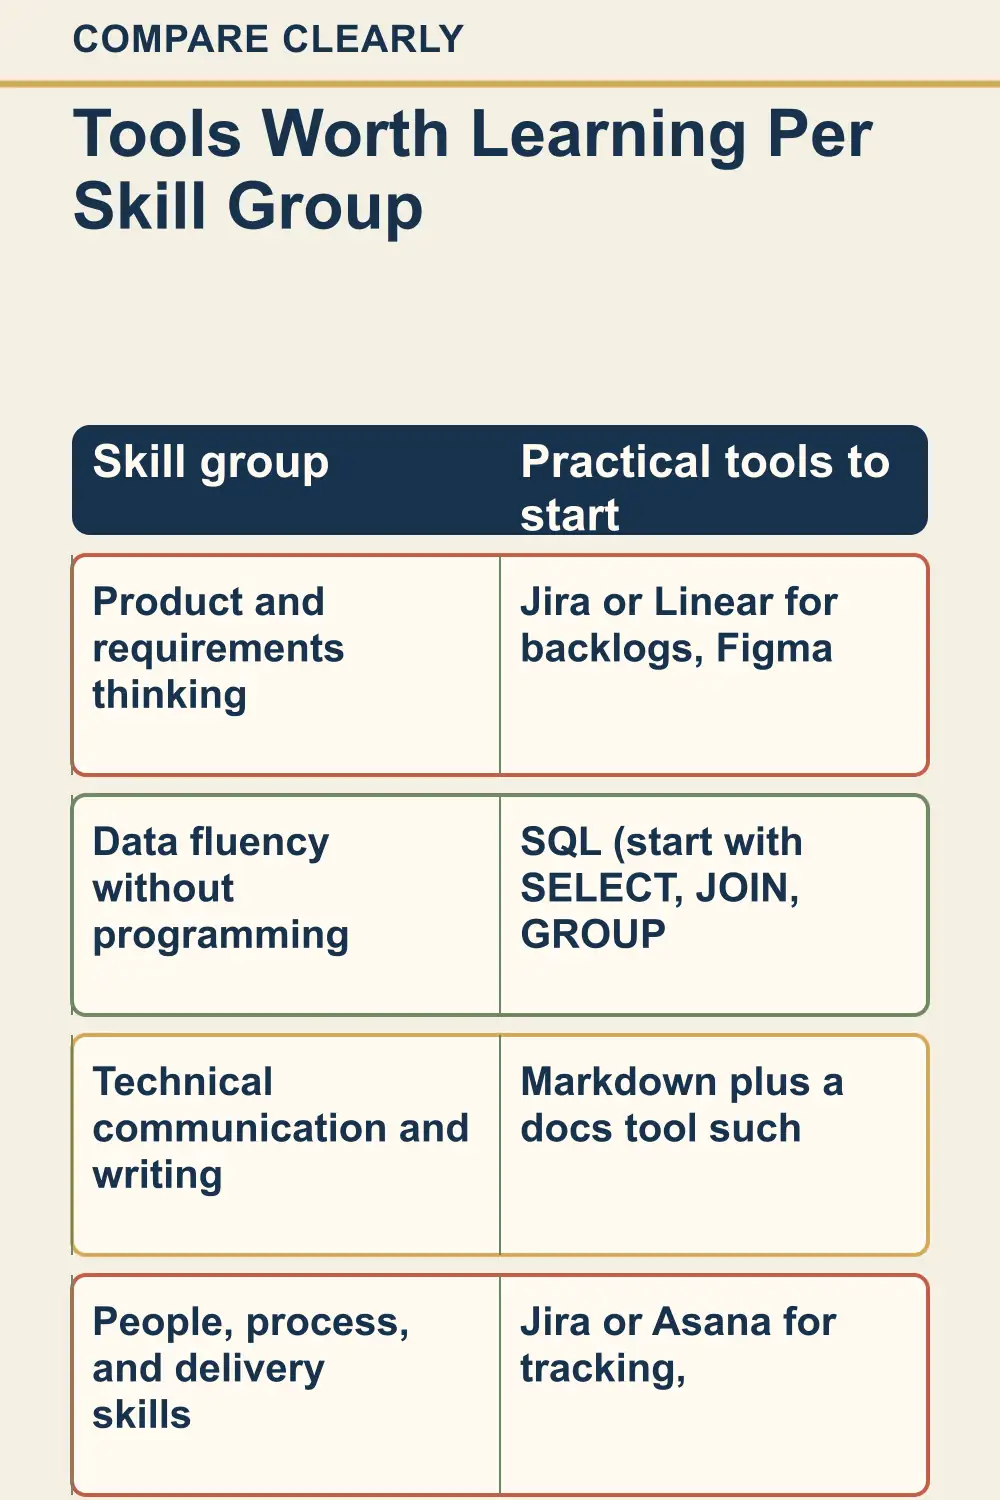 COMPARE CLEARLY
Tools Worth Learning Per
Skill Group
Skill group
Practical tools to
start
Product and
requirements
thinking
Jira or Linear for
backlogs, Figma
Data fluency
without
programming
SQL (start with
SELECT, JOIN,
GROUP
Technical
communication and
writing
Markdown plus a
docs tool such
People, process,
and delivery
skills
Jira or Asana for
tracking,